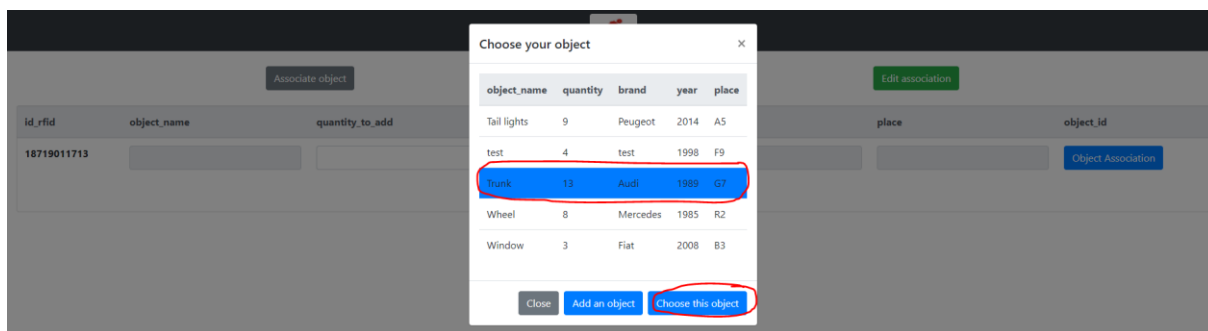 Choose your object ×
Associate object
Edit association
object_name quantity brand year place
Tail lights 9 Peugeot 2014 A5
test 4 test 1998 F9
Trunk 13 Audi 1989 G7
Wheel 8 Mercedes 1985 R2
Window 3 Fiat 2008 B3
Close Add an object Choose this object
id_rfid object_name quantity_to_add place object_id
18719011713 Object Association